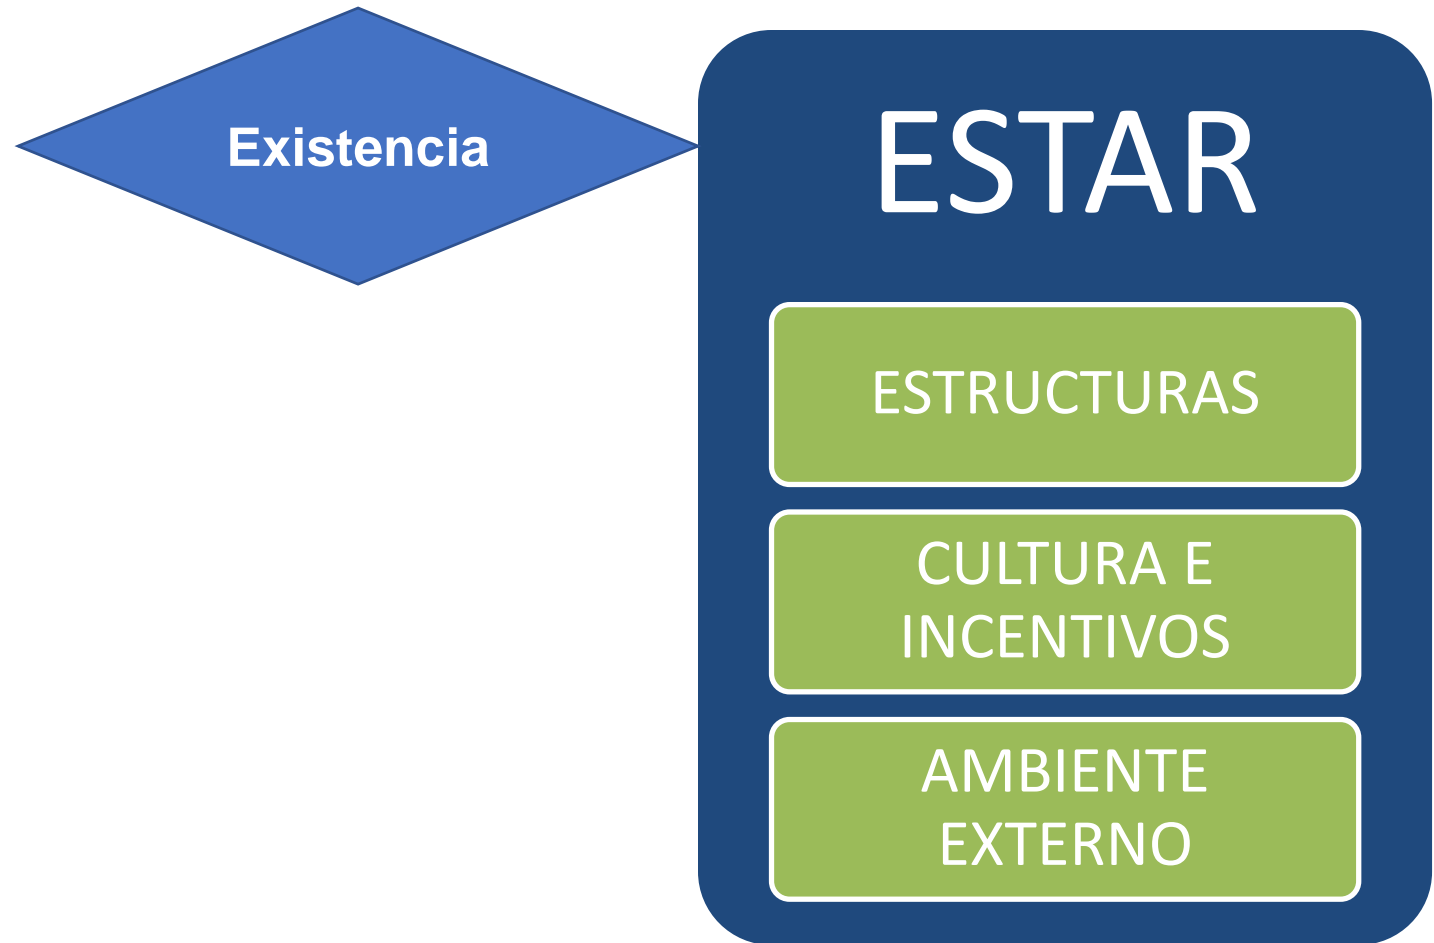 Existencia
ESTAR
ESTRUCTURAS
CULTURA E
INCENTIVOS
AMBIENTE
EXTERNO